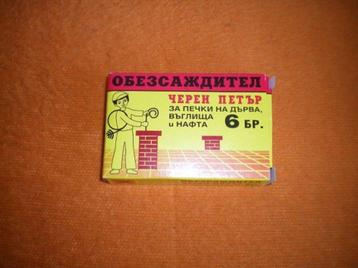 ОБЕЗСАЖДИТЕЛ
ЧЕРЕН ПЕТЪР
ЗА ПЕЧКИ НА ДЪРВА,
ВЪГЛИЩА
и НАФТА 6 БР.